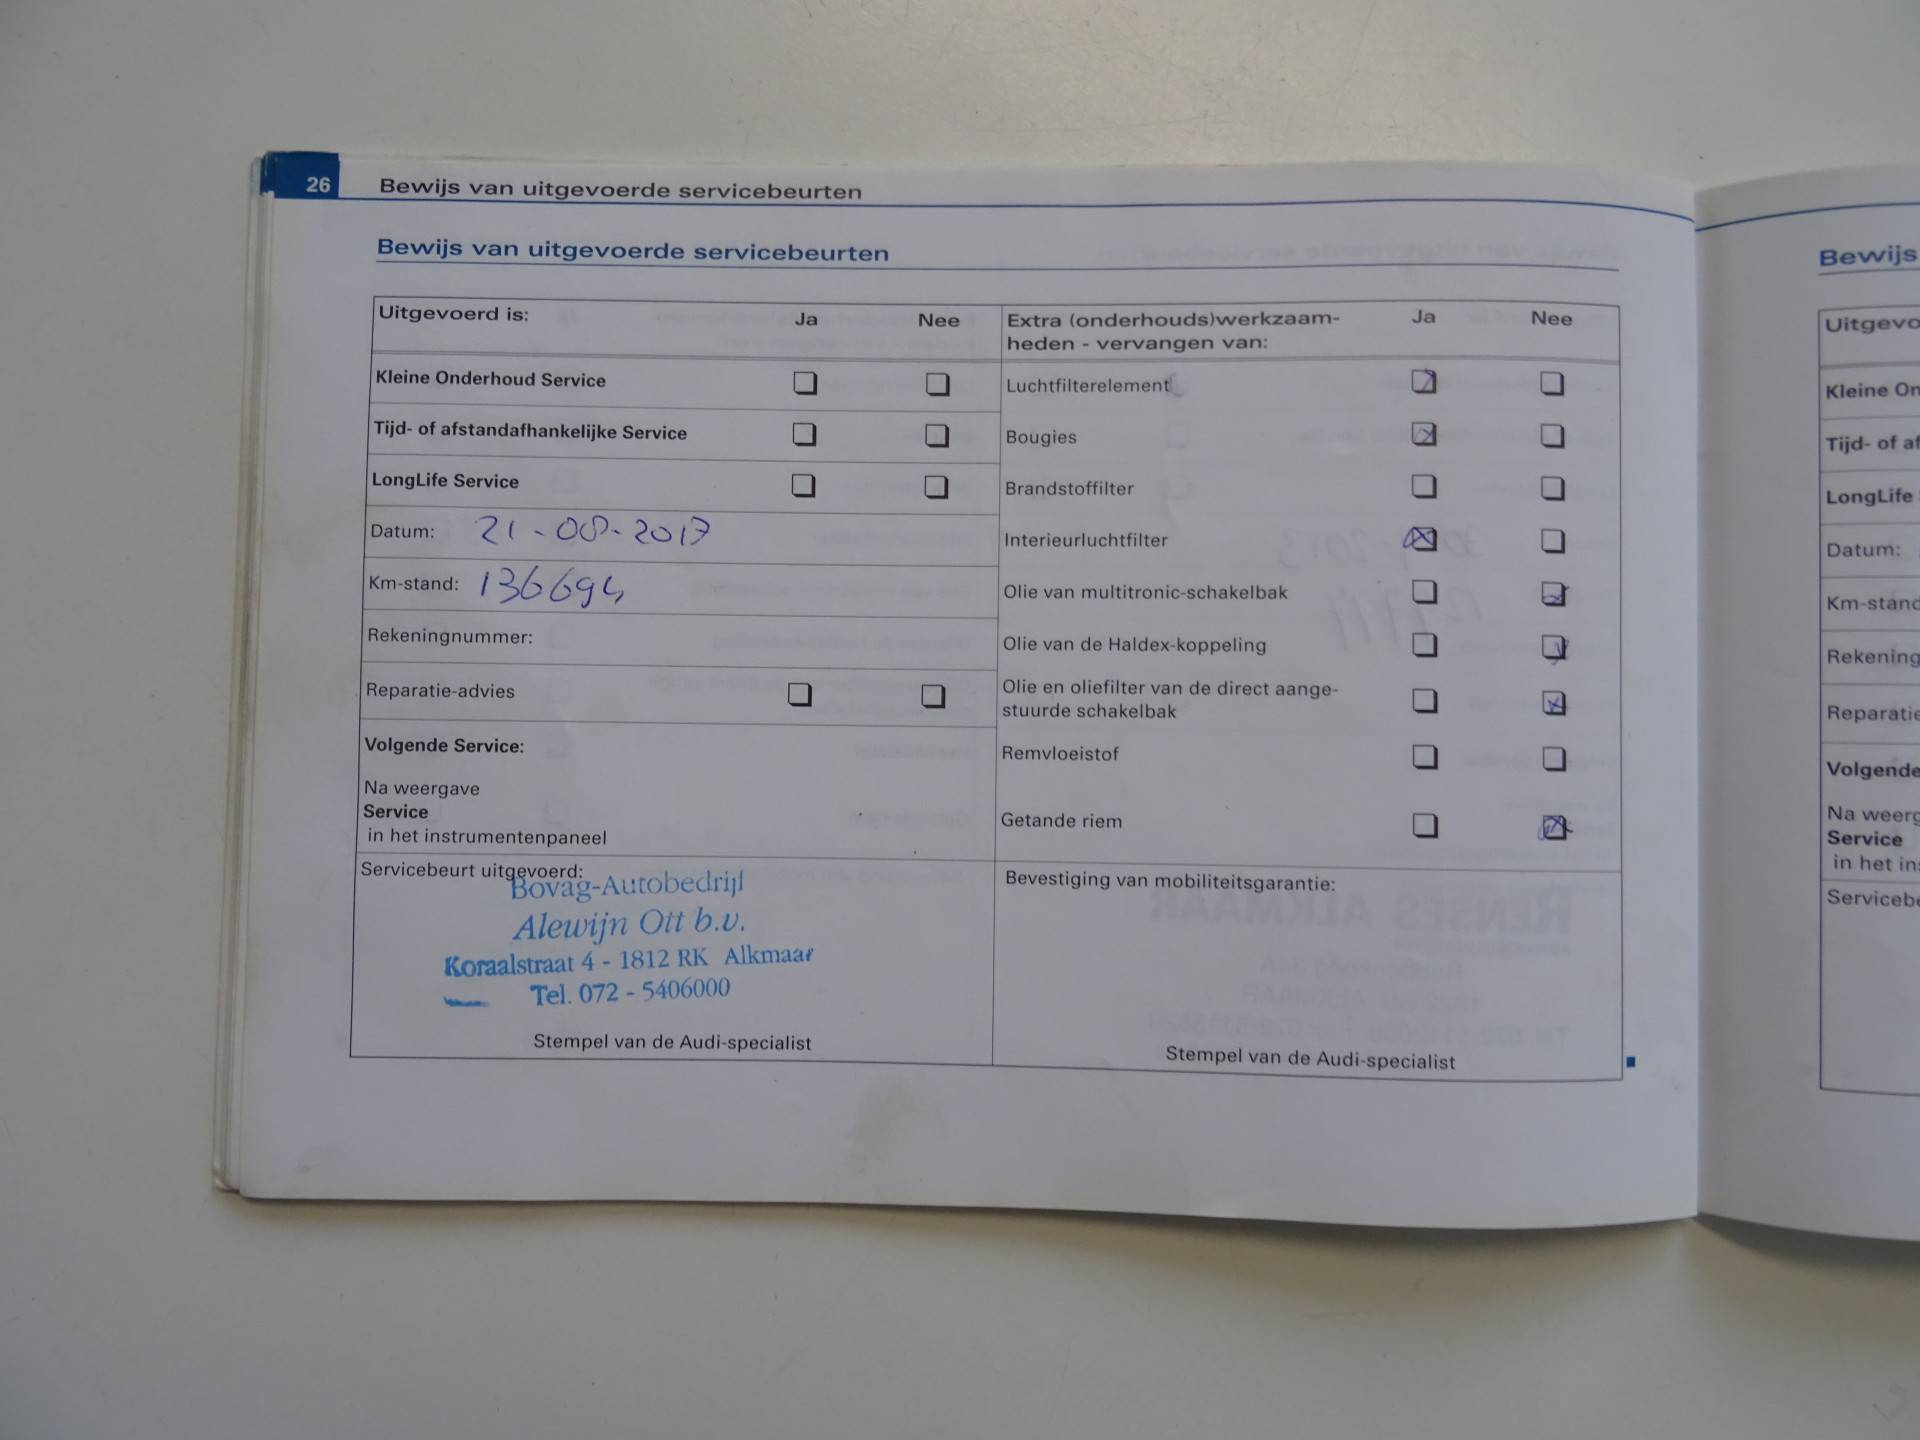 26 Bewijs van uitgevoerde servicebeurten
Bewijs van uitgevoerde servicebeurten
Uitgevoerd is: Ja Nee
Kleine Onderhoud Service
Tijd- of afstandafhankelijke Service
LongLife Service
Datum: 21-08-2017
Km-stand: 136694
Rekeningnummer:
Reparatie-advies
Volgende Service:
Na weergave
Service
in het instrumentenpaneel
Servicebeurt uitgevoerd:
Bovag-Autobedrijf
Alewijn Ott b.v.
Koraalstraat 4 - 1812 RK Alkmaar
Tel. 072 - 5406000
Stempel van de Audi-specialist
Extra (onderhouds)werkzaam- Ja Nee
heden - vervangen van:
Luchtfilterelement
Bougies
Brandstoffilter
Interieurluchtfilter
Olie van multitronic-schakelbak
Olie van de Haldex-koppeling
Olie en oliefilter van de direct aange-
stuurde schakelbak
Remvloeistof
Getande riem
Bevestiging van mobiliteitsgarantie:
Stempel van de Audi-specialist
Bewijs
Uitgevo
Kleine On
Tijd- of af
LongLife
Datum:
Km-stand
Rekening
Reparatie
Volgende
Na weerg
Service
in het ins
Servicebe